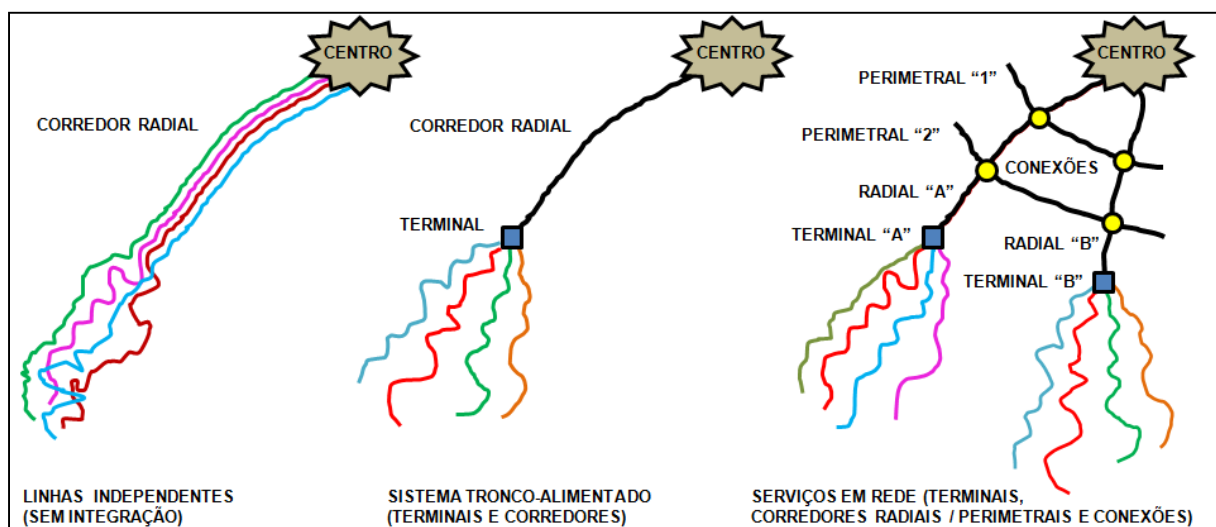 CENTRO
CORREDOR RADIAL
LINHAS INDEPENDENTES
(SEM INTEGRAÇÃO)
CENTRO
CORREDOR RADIAL
TERMINAL
SISTEMA TRONCO-ALIMENTADO
(TERMINAIS E CORREDORES)
CENTRO
PERIMETRAL “1”
PERIMETRAL “2”
CONEXÕES
RADIAL “A”
TERMINAL “A”
RADIAL “B”
TERMINAL “B”
SERVIÇOS EM REDE (TERMINAIS,
CORREDORES RADIAIS / PERIMETRAIS E CONEXÕES)